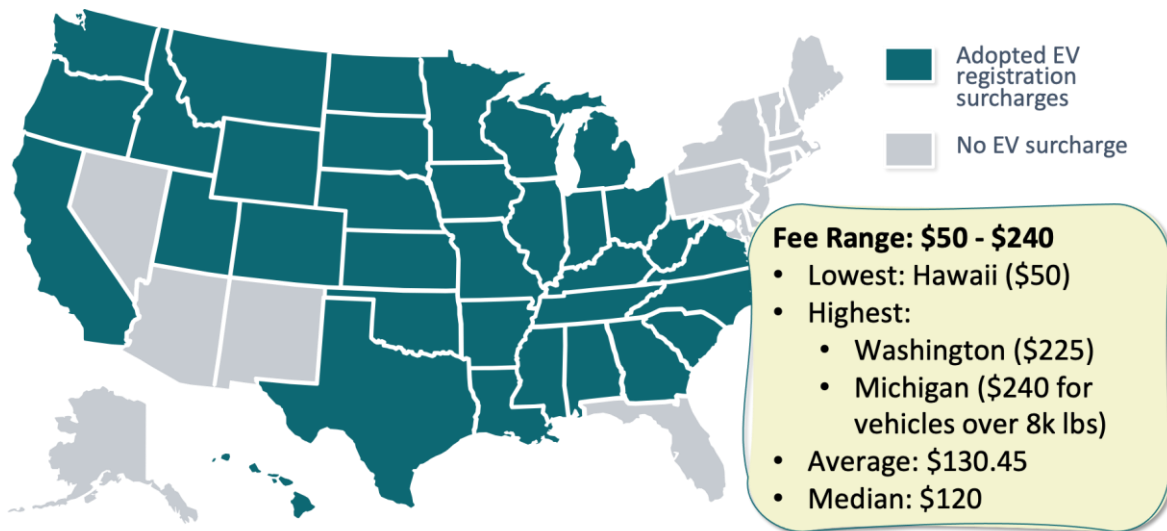 Adopted EV
registration
surcharges
No EV surcharge
Fee Range: $50 - $240
• Lowest: Hawaii ($50)
• Highest:
• Washington ($225)
• Michigan ($240 for
vehicles over 8k lbs)
• Average: $130.45
• Median: $120